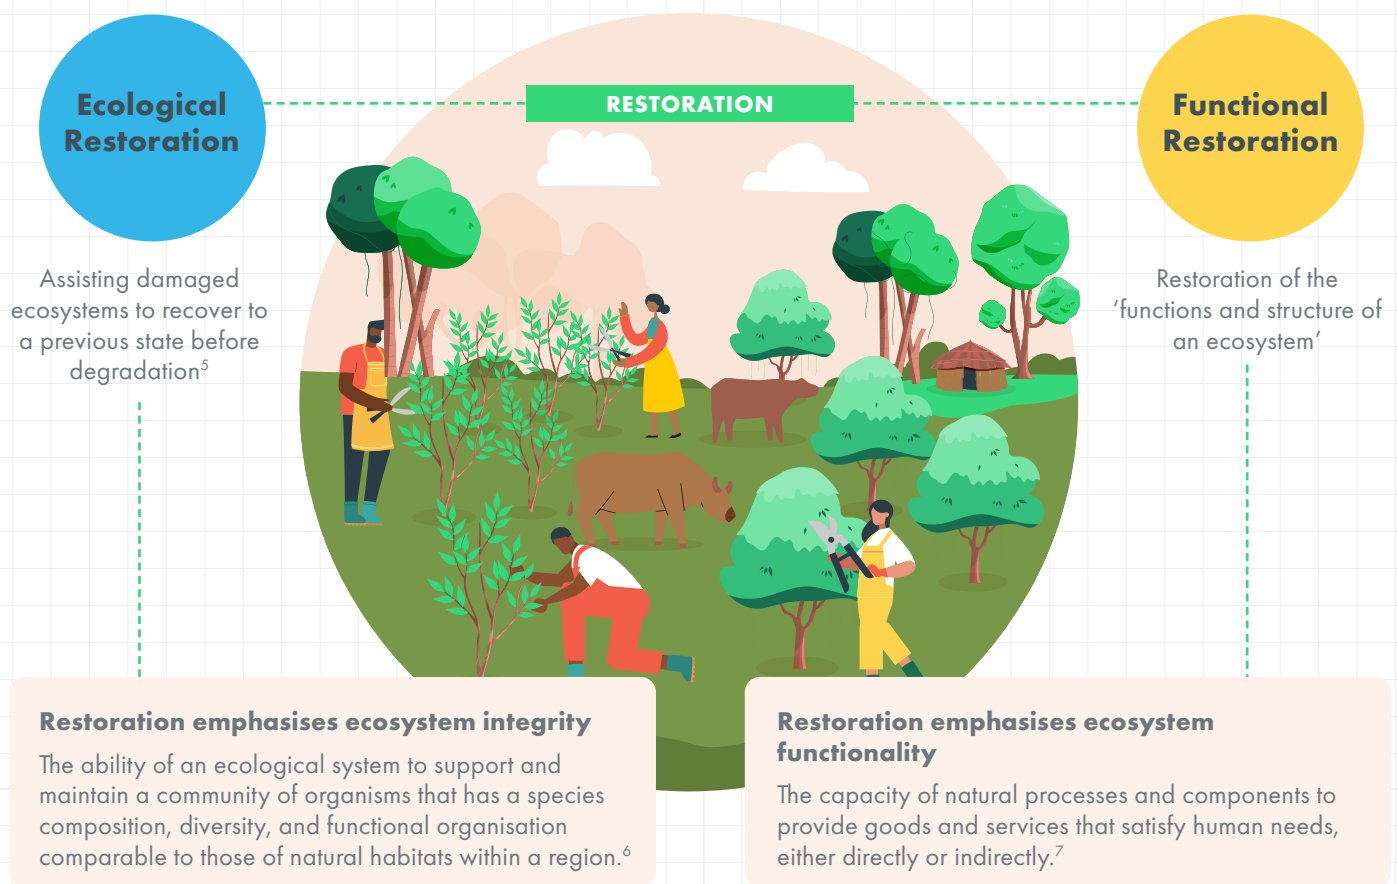 Ecological
Restoration
RESTORATION
Functional
Restoration
Assisting damaged
ecosystems to recover to
a previous state before
degradation⁵
Restoration of the
‘functions and structure of
an ecosystem’
Restoration emphasises ecosystem integrity
The ability of an ecological system to support and
maintain a community of organisms that has a species
composition, diversity, and functional organisation
comparable to those of natural habitats within a region.⁶
Restoration emphasises ecosystem
functionality
The capacity of natural processes and components to
provide goods and services that satisfy human needs,
either directly or indirectly.⁷